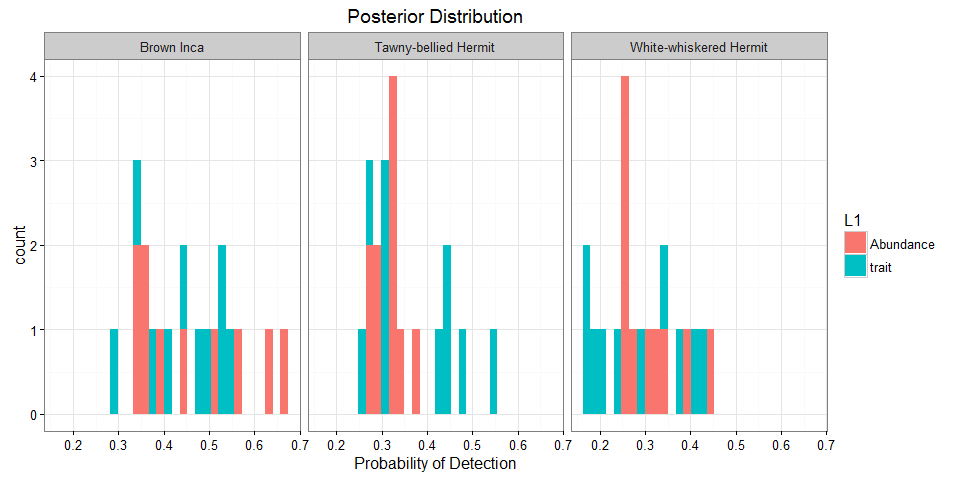 Posterior Distribution
Brown Inca Tawny-bellied Hermit White-whiskered Hermit
4
3
2
1
0
count
0.2 0.3 0.4 0.5 0.6 0.7 0.2 0.3 0.4 0.5 0.6 0.7 0.2 0.3 0.4 0.5 0.6 0.7
Probability of Detection
L1
Abundance
trait